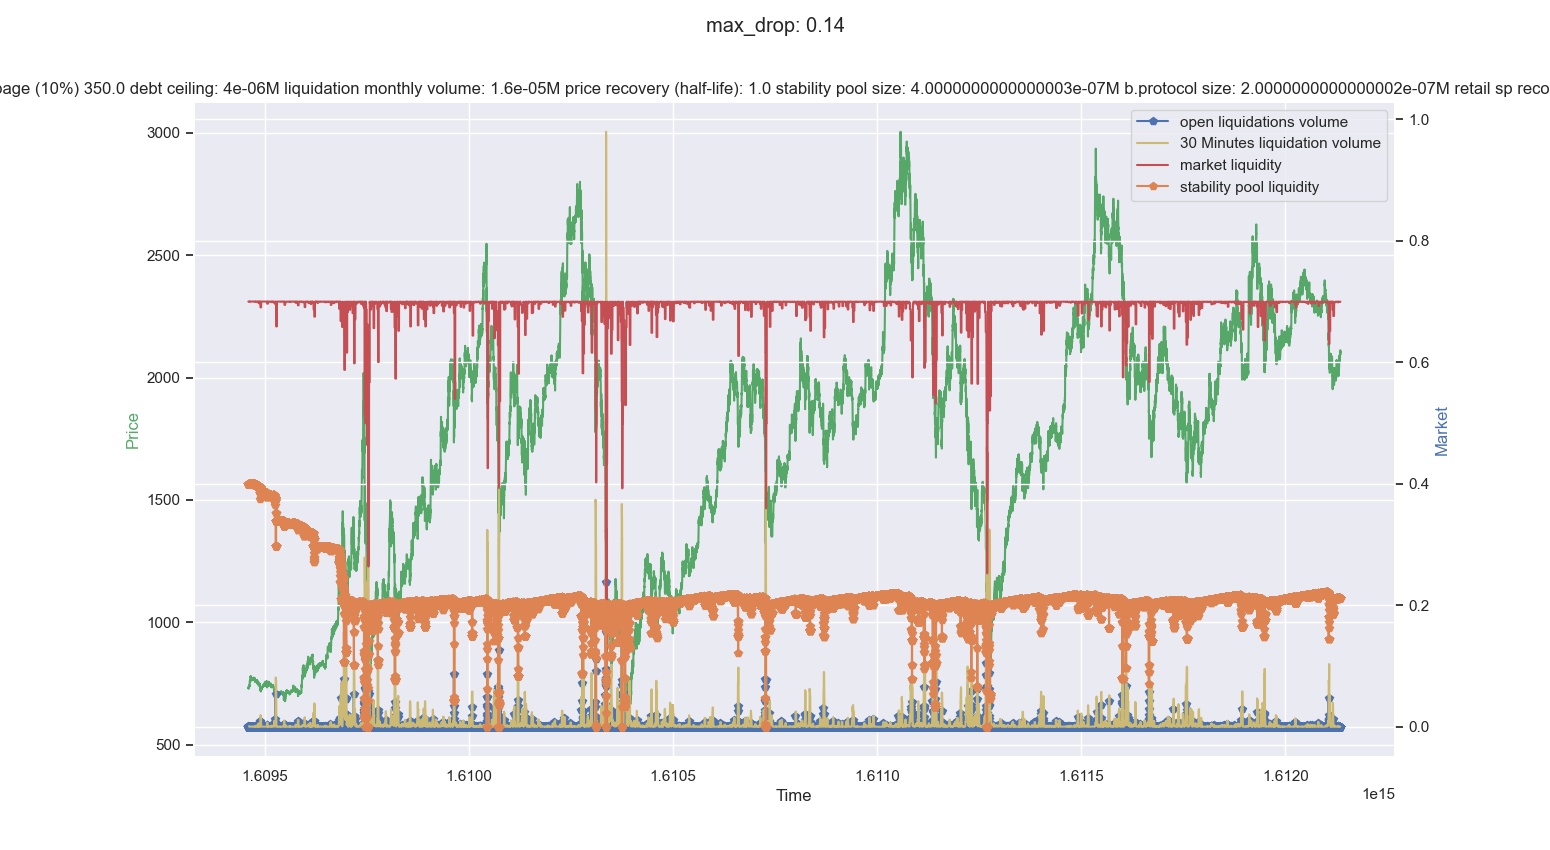 max_drop: 0.14
(10%) 350.0 debt ceiling: 4e-06M liquidation monthly volume: 1.6e-05M price recovery (half-life): 1.0 stability pool size: 4.0000000000000003e-07M b.protocol size: 2.0000000000000002e-07M retail sp
open liquidations volume
30 Minutes liquidation volume
market liquidity
stability pool liquidity
3000
2500
2000
1500
1000
500
Price
1.0
0.8
0.6
0.4
0.2
0.0
Market
1.6095
1.6100
1.6105
1.6110
1.6115
1.6120
Time
1e15